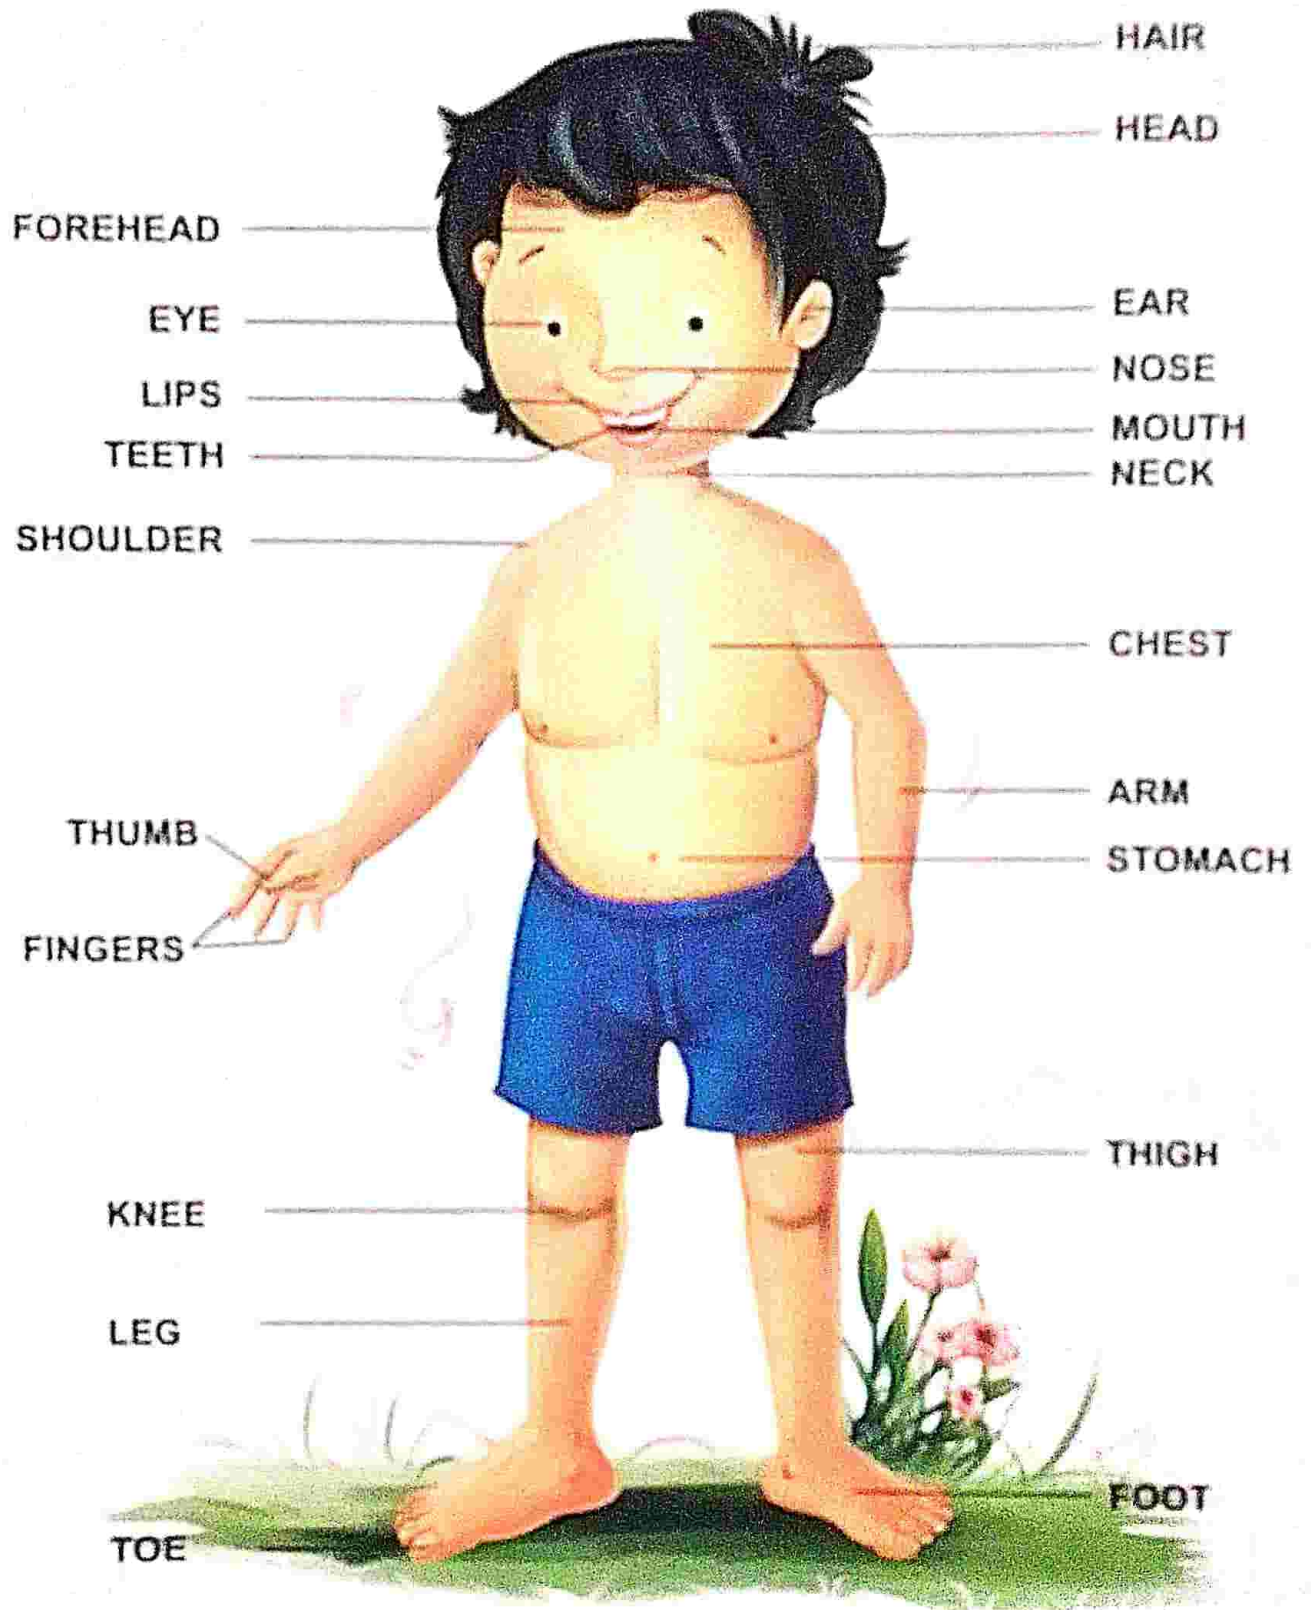 HAIR
HEAD
FOREHEAD
EAR
EYE
NOSE
LIPS
MOUTH
TEETH
NECK
SHOULDER
CHEST
ARM
THUMB
STOMACH
FINGERS
THIGH
KNEE
LEG
FOOT
TOE